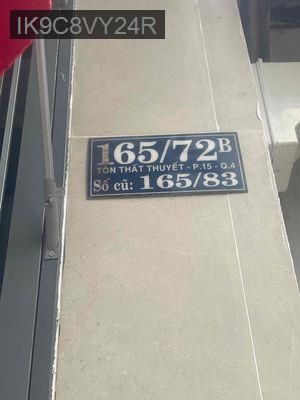 IK9C8VY24R
165/72B
TÔN THẤT THUYẾT - P.15 - Q.4
Số cũ: 165/83